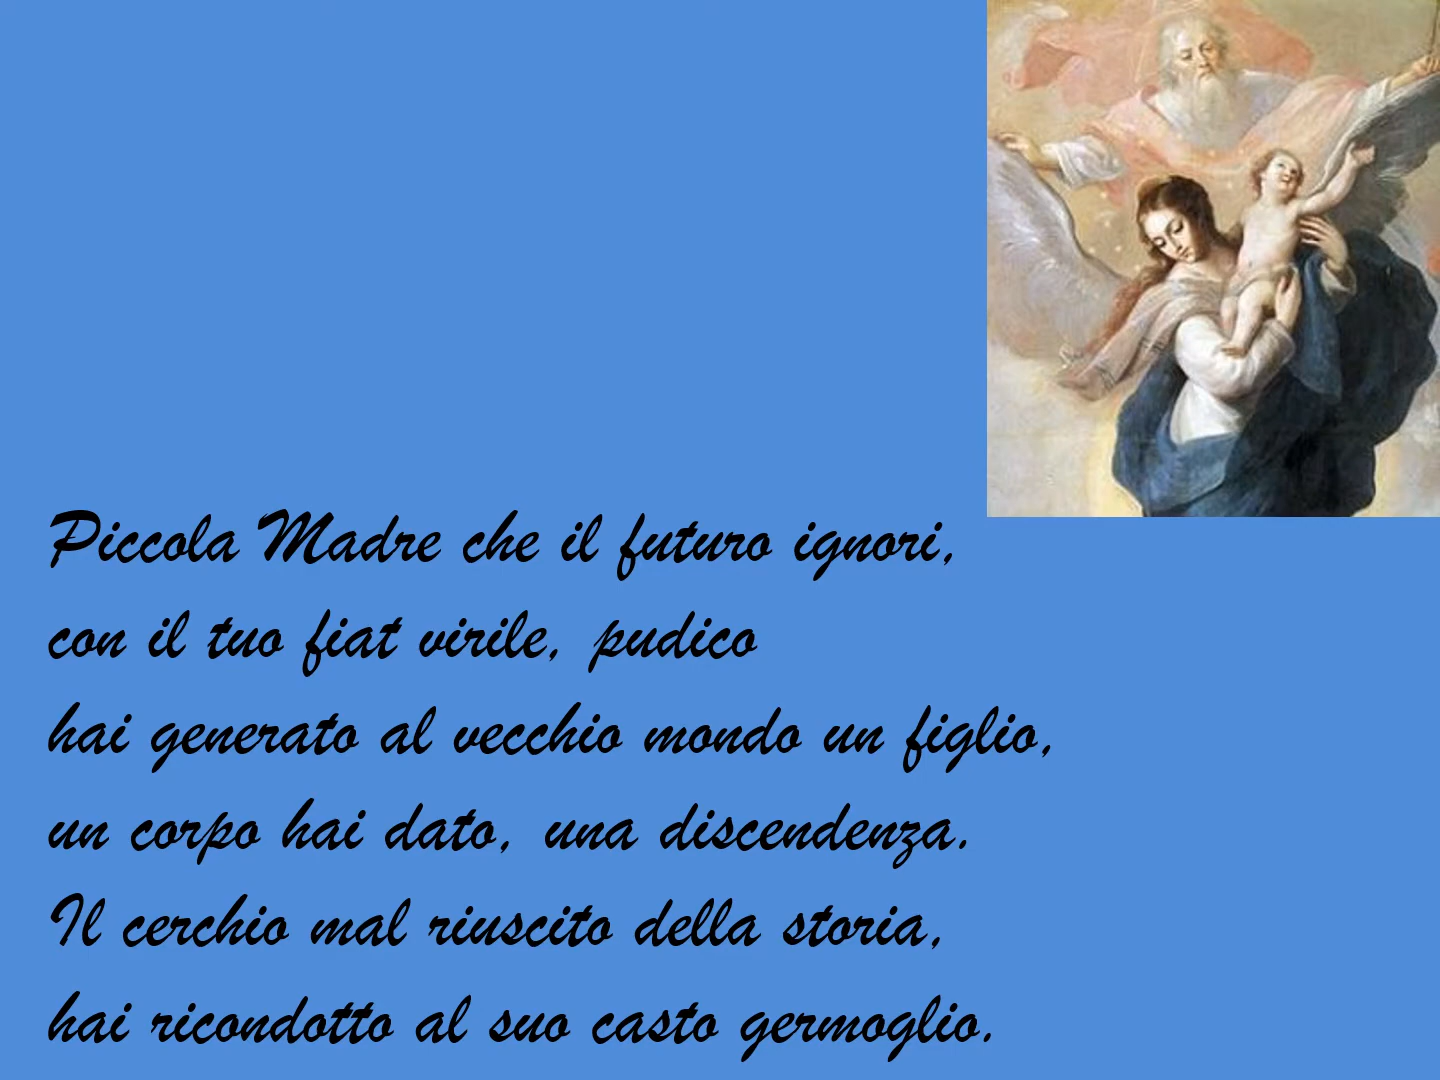 Piccola Madre che il futuro ignori,
con il tuo fiat virile, pudico
hai generato al vecchio mondo un figlio,
un corpo hai dato, una discendenza.
Il cerchio mal riuscito della storia,
hai ricondotto al suo casto germoglio.